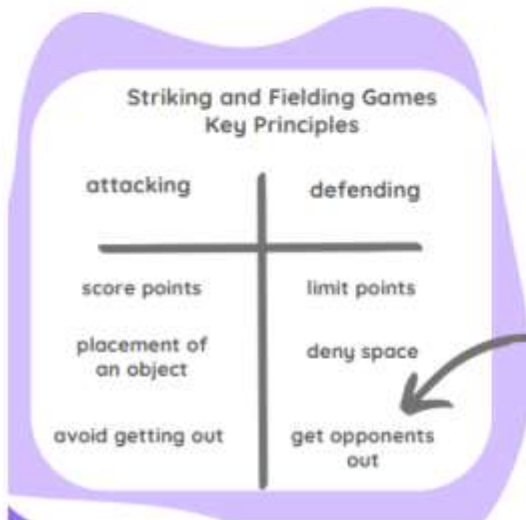 Striking and Fielding Games
Key Principles
attacking
defending
score points
limit points
placement of
an object
deny space
avoid getting out
get opponents
out